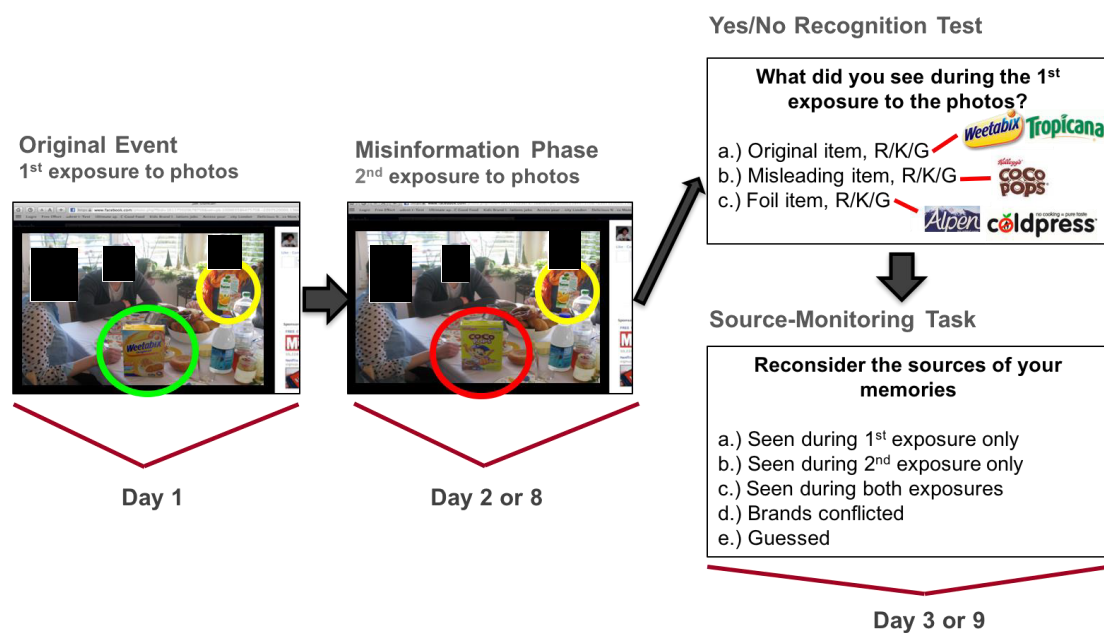 Original Event
1st exposure to photos
Day 1
Weetabix
Misinformation Phase
2nd exposure to photos
COCO
Day 2 or 8
Yes/No Recognition Test
What did you see during the 1st
exposure to the photos?
a.) Original item, R/K/G
Weetabix Tropicana
b.) Misleading item, R/K/G
Kellogg's
COCO
POPS
c.) Foil item, R/K/G
Alpen
no cooking • pure taste
coldpress
Source-Monitoring Task
Reconsider the sources of your
memories
a.) Seen during 1st exposure only
b.) Seen during 2nd exposure only
c.) Seen during both exposures
d.) Brands conflicted
e.) Guessed
Day 3 or 9